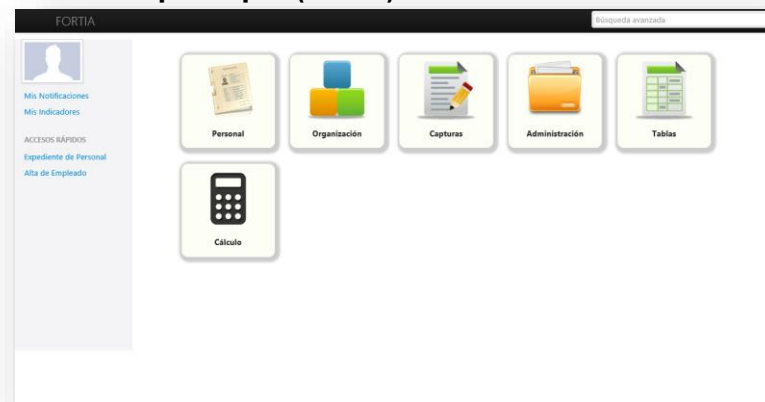 FORTIA
Búsqueda avanzada
Mis Notificaciones
Mis Indicadores
ACCESOS RÁPIDOS
Expediente de Personal
Alta de Empleado
Personal
Organización
Capturas
Administración
Tablas
Cálculo